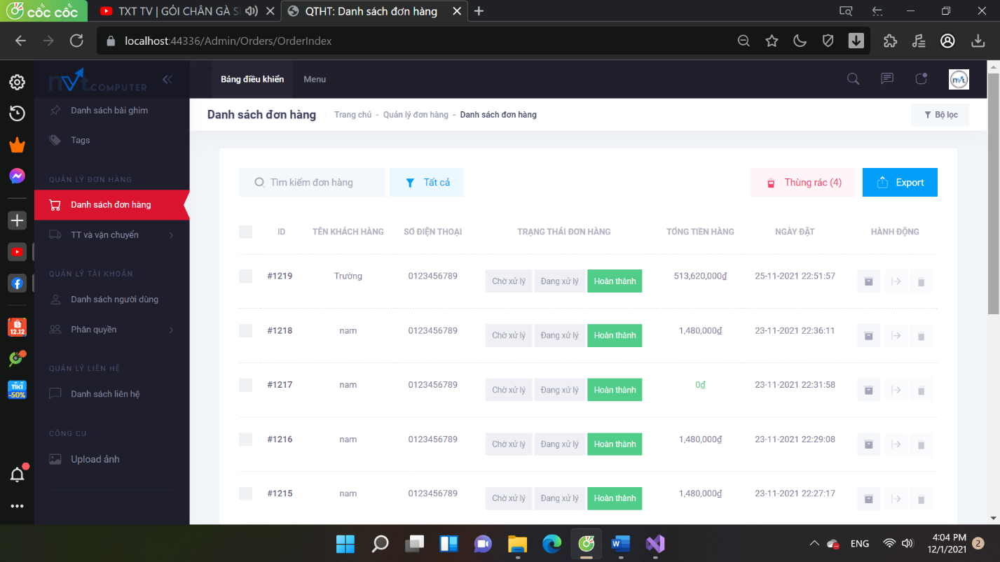 cốc cốc
TXT TV | GỎI CHÂN GÀ S
QTHT: Danh sách đơn hàng
localhost:44336/Admin/Orders/OrderIndex
nvt COMPUTER
Bảng điều khiển
Menu
nvt
Danh sách bài ghim
Tags
QUẢN LÝ ĐƠN HÀNG
Danh sách đơn hàng
TT và vận chuyển
QUẢN LÝ TÀI KHOẢN
Danh sách người dùng
Phân quyền
QUẢN LÝ LIÊN HỆ
Danh sách liên hệ
CÔNG CỤ
Upload ảnh
12.12
TIKI
-50%
Danh sách đơn hàng
Trang chủ - Quản lý đơn hàng - Danh sách đơn hàng
Bộ lọc
Tìm kiếm đơn hàng
Tất cả
Thùng rác (4)
Export
ID TÊN KHÁCH HÀNG SỐ ĐIỆN THOẠI TRẠNG THÁI ĐƠN HÀNG TỔNG TIỀN HÀNG NGÀY ĐẶT HÀNH ĐỘNG
#1219 Trường 0123456789 Chờ xử lý Đang xử lý Hoàn thành 513,620,000₫ 25-11-2021 22:51:57
#1218 nam 0123456789 Chờ xử lý Đang xử lý Hoàn thành 1,480,000₫ 23-11-2021 22:36:11
#1217 nam 0123456789 Chờ xử lý Đang xử lý Hoàn thành 0₫ 23-11-2021 22:31:58
#1216 nam 0123456789 Chờ xử lý Đang xử lý Hoàn thành 1,480,000₫ 23-11-2021 22:29:08
#1215 nam 0123456789 Chờ xử lý Đang xử lý Hoàn thành 1,480,000₫ 23-11-2021 22:27:17
ENG
4:04 PM
12/1/2021
2